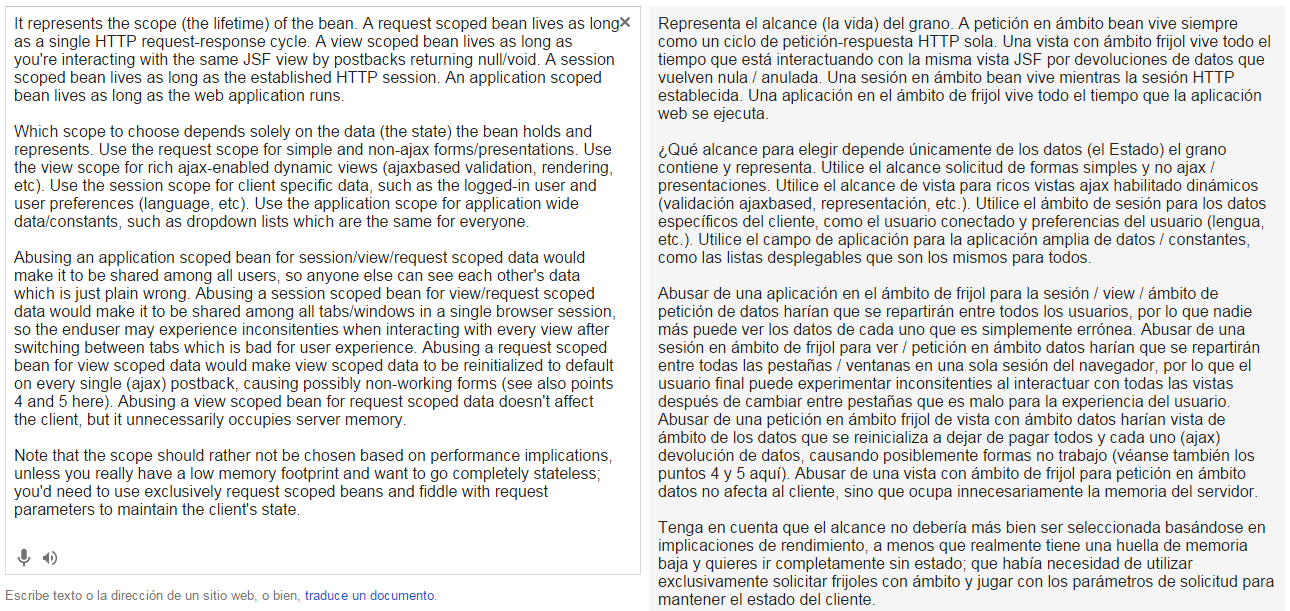 It represents the scope (the lifetime) of the bean. A request scoped bean lives as long
as a single HTTP request-response cycle. A view scoped bean lives as long as
you're interacting with the same JSF view by postbacks returning null/void. A session
scoped bean lives as long as the established HTTP session. An application scoped
bean lives as long as the web application runs.
Which scope to choose depends solely on the data (the state) the bean holds and
represents. Use the request scope for simple and non-ajax forms/presentations. Use
the view scope for rich ajax-enabled dynamic views (ajaxbased validation, rendering,
etc). Use the session scope for client specific data, such as the logged-in user and
user preferences (language, etc). Use the application scope for application wide
data/constants, such as dropdown lists which are the same for everyone.
Abusing an application scoped bean for session/view/request scoped data would
make it to be shared among all users, so anyone else can see each other's data
which is just plain wrong. Abusing a session scoped bean for view/request scoped
data would make it to be shared among all tabs/windows in a single browser session,
so the enduser may experience inconsitenties when interacting with every view after
switching between tabs which is bad for user experience. Abusing a request scoped
bean for view scoped data would make view scoped data to be reinitialized to default
on every single (ajax) postback, causing possibly non-working forms (see also points
4 and 5 here). Abusing a view scoped bean for request scoped data doesn't affect
the client, but it unnecessarily occupies server memory.
Note that the scope should rather not be chosen based on performance implications,
unless you really have a low memory footprint and want to go completely stateless;
you'd need to use exclusively request scoped beans and fiddle with request
parameters to maintain the client's state.
Escribe texto o la dirección de un sitio web, o bien, traduce un documento.
Representa el alcance (la vida) del grano. A petición en ámbito bean vive siempre
como un ciclo de petición-respuesta HTTP sola. Una vista con ámbito frijol vive todo el
tiempo que está interactuando con la misma vista JSF por devoluciones de datos que
vuelven nula / anulada. Una sesión en ámbito bean vive mientras la sesión HTTP
establecida. Una aplicación en el ámbito de frijol vive todo el tiempo que la aplicación
web se ejecuta.
¿Qué alcance para elegir depende únicamente de los datos (el Estado) el grano
contiene y representa. Utilice el alcance solicitud de formas simples y no ajax /
presentaciones. Utilice el alcance de vista para ricos vistas ajax habilitado dinámicos
(validación ajaxbased, representación, etc.). Utilice el ámbito de sesión para los datos
específicos del cliente, como el usuario conectado y preferencias del usuario (lengua,
etc.). Utilice el campo de aplicación para la aplicación amplia de datos / constantes,
como las listas desplegables que son los mismos para todos.
Abusar de una aplicación en el ámbito de frijol para la sesión / view / ámbito de
petición de datos harían que se repartirán entre todos los usuarios, por lo que nadie
más puede ver los datos de cada uno que es simplemente errónea. Abusar de una
sesión en ámbito de frijol para ver / petición en ámbito datos harían que se repartirán
entre todas las pestañas / ventanas en una sola sesión del navegador, por lo que el
usuario final puede experimentar inconsitenties al interactuar con todas las vistas
después de cambiar entre pestañas que es malo para la experiencia del usuario.
Abusar de una petición en ámbito frijol de vista con ámbito datos harían vista de
ámbito de los datos que se reinicializa a dejar de pagar todos y cada uno (ajax)
devolución de datos, causando posiblemente formas no trabajo (véanse también los
puntos 4 y 5 aquí). Abusar de una vista con ámbito de frijol para petición en ámbito
datos no afecta al cliente, sino que ocupa innecesariamente la memoria del servidor.
Tenga en cuenta que el alcance no debería más bien ser seleccionada basándose en
implicaciones de rendimiento, a menos que realmente tiene una huella de memoria
baja y quieres ir completamente sin estado; que había necesidad de utilizar
exclusivamente solicitar frijoles con ámbito y jugar con los parámetros de solicitud para
mantener el estado del cliente.